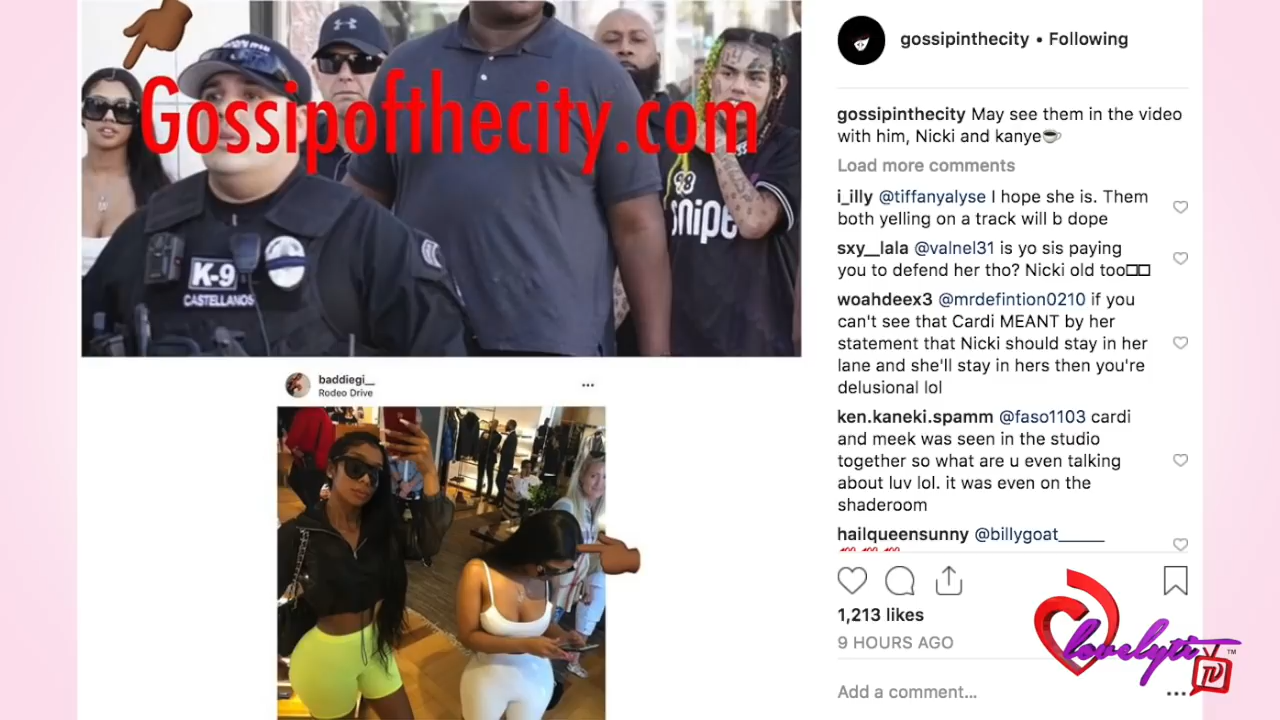 Gossipofthecity.com
K-9
CASTELLANOS
98
snipe
baddiegi__
Rodeo Drive
gossipinthecity • Following
gossipinthecity May see them in the video
with him, Nicki and kanye☕
Load more comments
i_illy @tiffanyalyse I hope she is. Them
both yelling on a track will b dope
sxy__lala @valnel31 is yo sis paying
you to defend her tho? Nicki old too□□
woahdeex3 @mrdefintion0210 if you
can't see that Cardi MEANT by her
statement that Nicki should stay in her
lane and she'll stay in hers then you're
delusional lol
ken.kaneki.spamm @faso1103 cardi
and meek was seen in the studio
together so what are u even talking
about luv lol. it was even on the
shaderoom
hailqueensunny @billygoat_____
1,213 likes
9 HOURS AGO
Add a comment...
lovelyti
TV
™